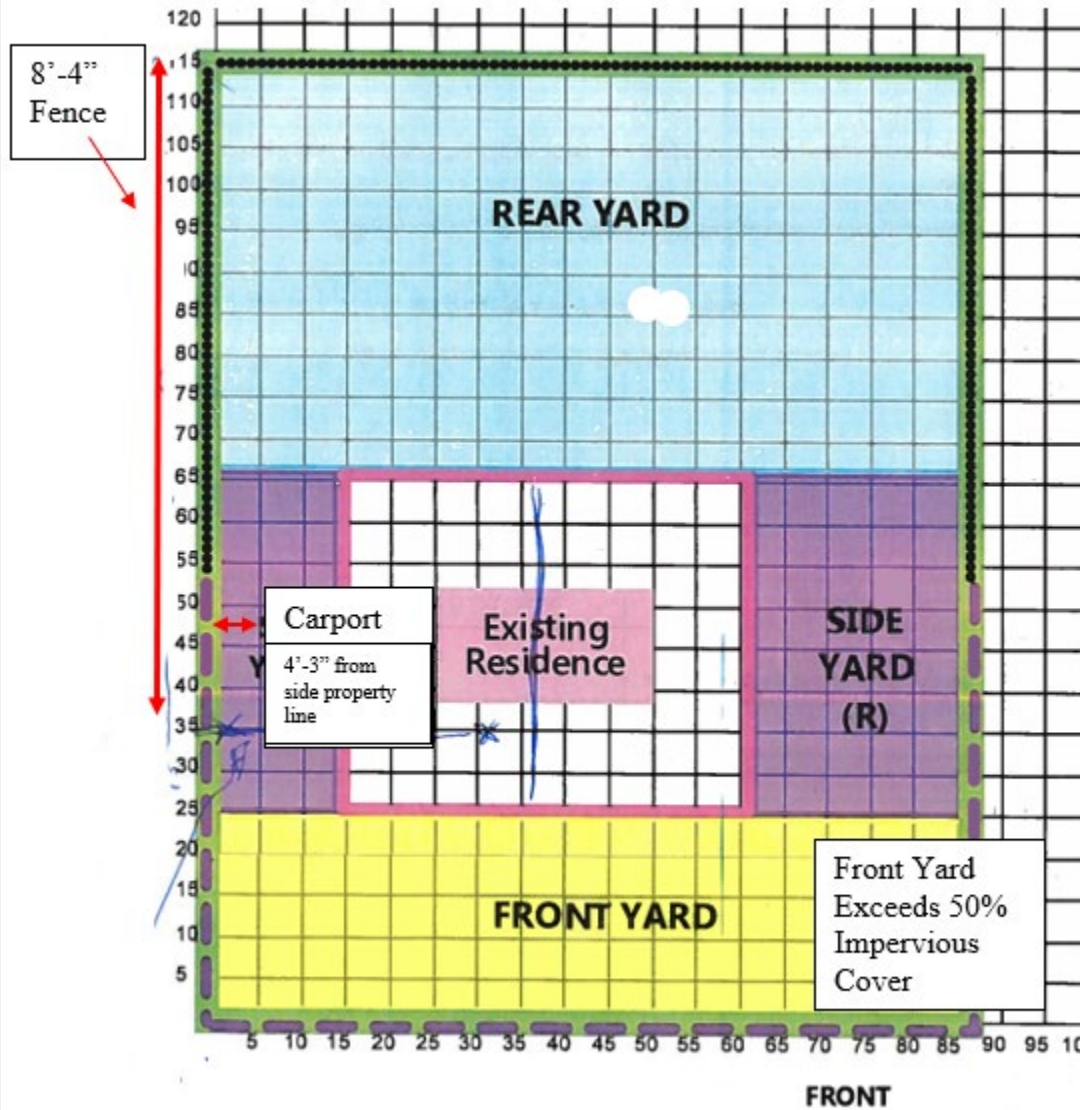 120
8’-4”
Fence
115
110
105
100
95
REAR YARD
85
80
75
70
65
60
55
50
45
40
35
30
25
20
15
10
5
Carport
4’-3” from
side property
line
Existing
Residence
SIDE
YARD
(R)
Front Yard
Exceeds 50%
Impervious
Cover
FRONT YARD
5 10 15 20 25 30 35 40 45 50 55 60 65 70 75 80 85 90 95
FRONT